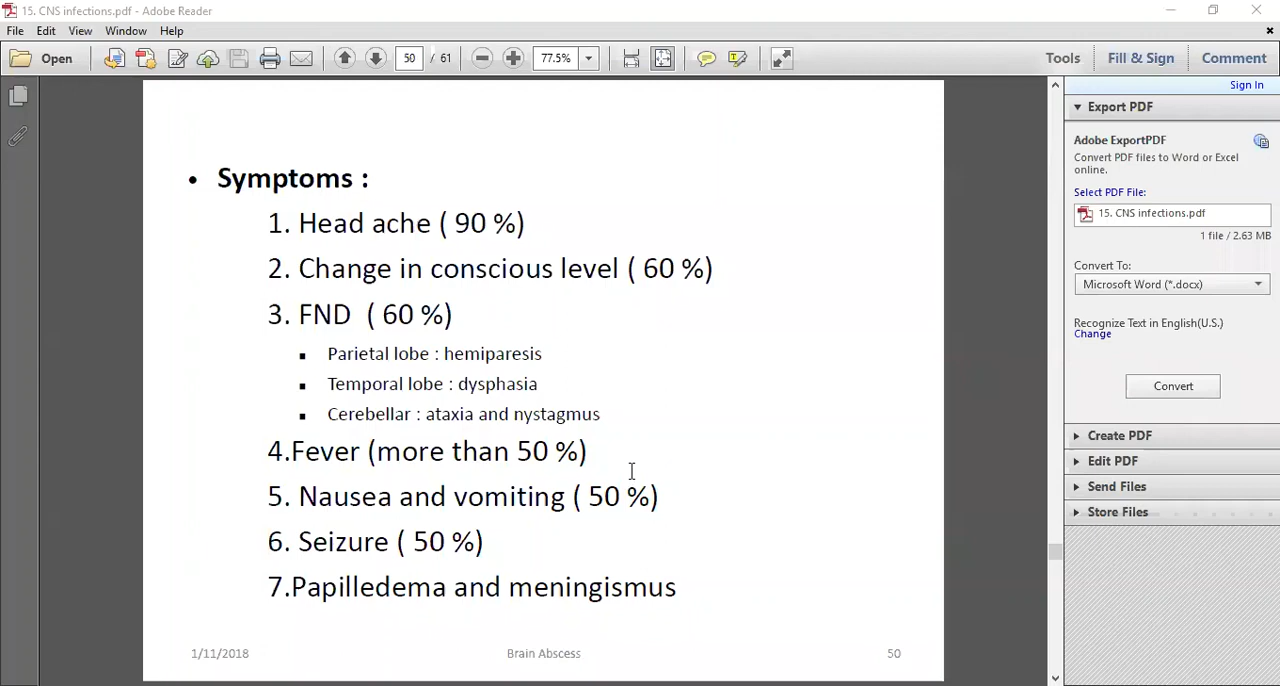 15. CNS infections.pdf - Adobe Reader
File Edit View Window Help
Open 50 / 61 77.5% Tools Fill & Sign Comment
Sign In
Export PDF
Adobe ExportPDF
Convert PDF files to Word or Excel
online.
Select PDF File:
15. CNS infections.pdf
1 file / 2.63 MB
Convert To:
Microsoft Word (*.docx)
Recognize Text in English(U.S.)
Change
Convert
Create PDF
Edit PDF
Send Files
Store Files
• Symptoms :
1. Head ache ( 90 %)
2. Change in conscious level ( 60 %)
3. FND ( 60 %)
▪ Parietal lobe : hemiparesis
▪ Temporal lobe : dysphasia
▪ Cerebellar : ataxia and nystagmus
4.Fever (more than 50 %)
5. Nausea and vomiting ( 50 %)
6. Seizure ( 50 %)
7.Papilledema and meningismus
1/11/2018 Brain Abscess 50